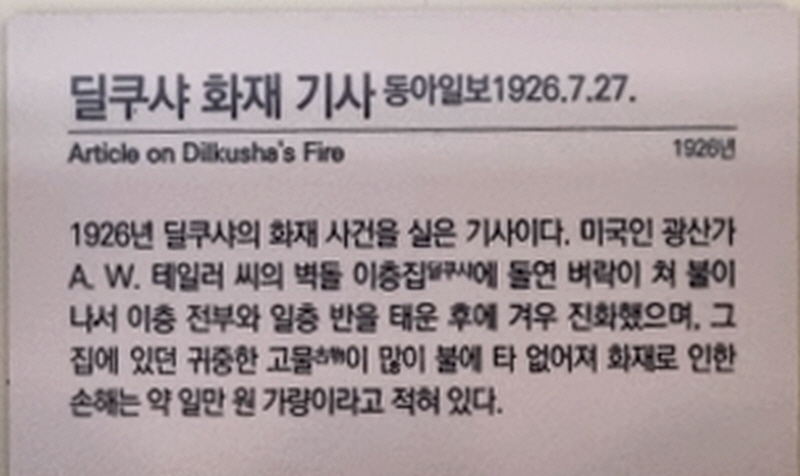 딜쿠샤 화재 기사 동아일보1926.7.27.
Article on Dilkusha's Fire 1926년
1926년 딜쿠샤의 화재 사건을 실은 기사이다. 미국인 광산가
A. W. 테일러 씨의 벽돌 이층집딜쿠샤에 돌연 벼락이 쳐 불이
나서 이층 전부와 일층 반을 태운 후에 겨우 진화했으며, 그
집에 있던 귀중한 고물古物이 많이 불에 타 없어져 화재로 인한
손해는 약 일만 원 가량이라고 적혀 있다.